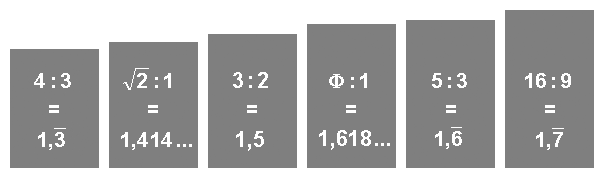 4 : 3
=
1,3̅
√2̅ : 1
=
1,414...
3 : 2
=
1,5
Φ : 1
=
1,618...
5 : 3
=
1,6̅
16 : 9
=
1,7̅